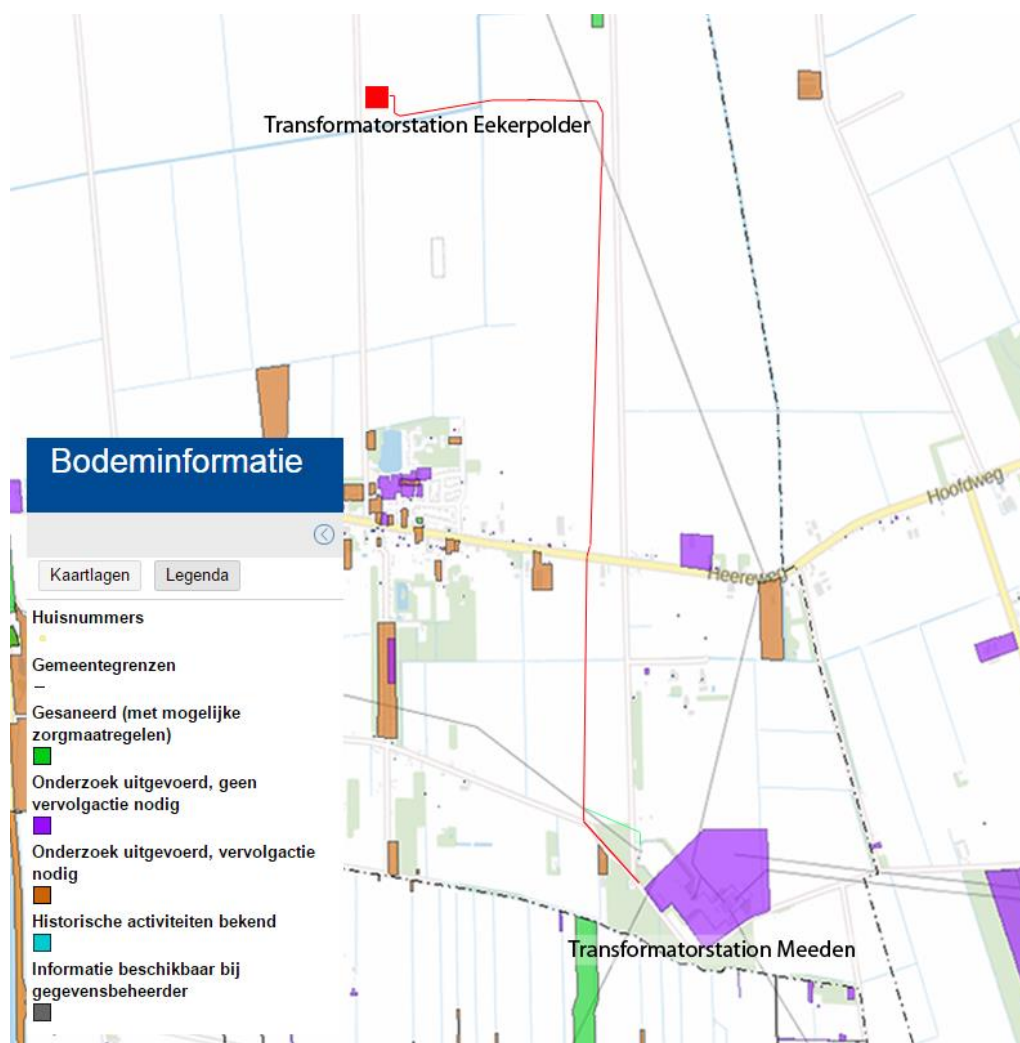 Transformatorstation Eekerpolder
Bodeminformatie
Hoofdweg
Kaartlagen
Legenda
Heereweg
Huisnummers
Gemeentegrenzen
Gesaneerd (met mogelijke
zorgmaatregelen)
Onderzoek uitgevoerd, geen
vervolgactie nodig
Onderzoek uitgevoerd, vervolgactie
nodig
Historische activiteiten bekend
Transformatorstation Meeden
Informatie beschikbaar bij
gegevensbeheerder